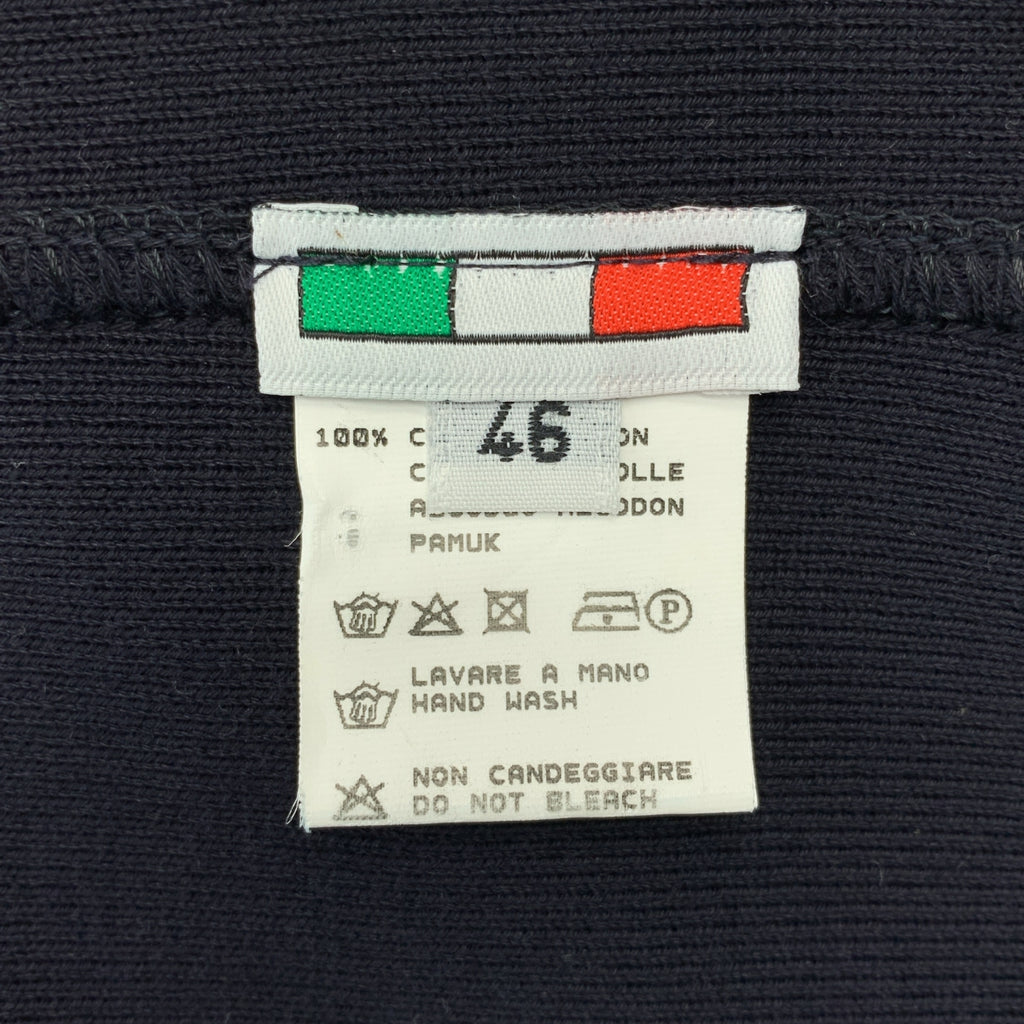 46
100%
PAMUK
P
LAVARE A MANO
HAND WASH
NON CANDEGGIARE
DO NOT BLEACH